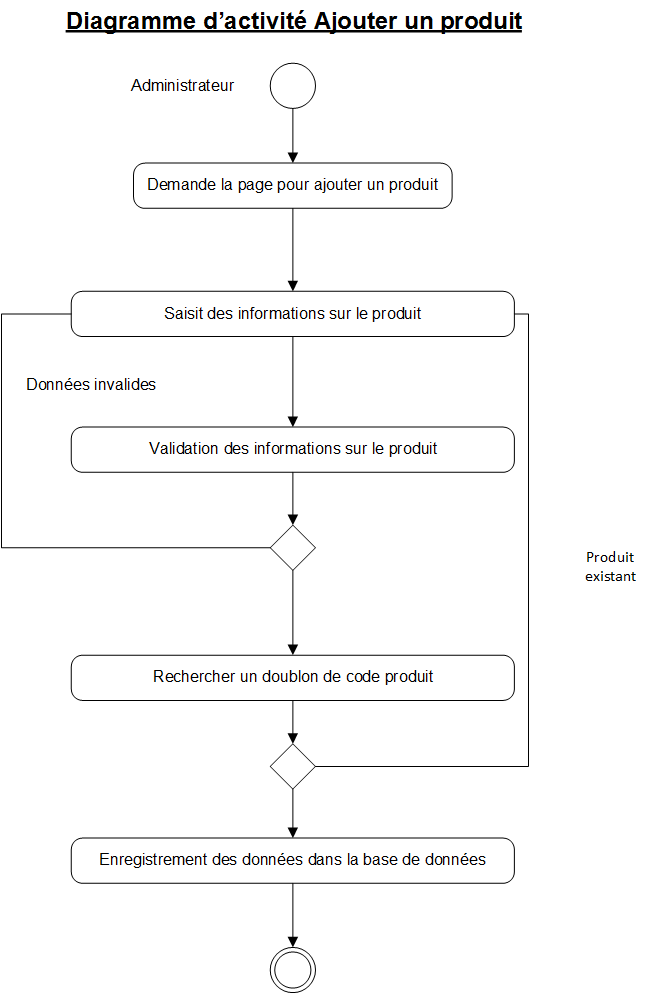 Diagramme d’activité Ajouter un produit
Administrateur
Demande la page pour ajouter un produit
Saisit des informations sur le produit
Données invalides
Validation des informations sur le produit
Produit
existant
Rechercher un doublon de code produit
Enregistrement des données dans la base de données